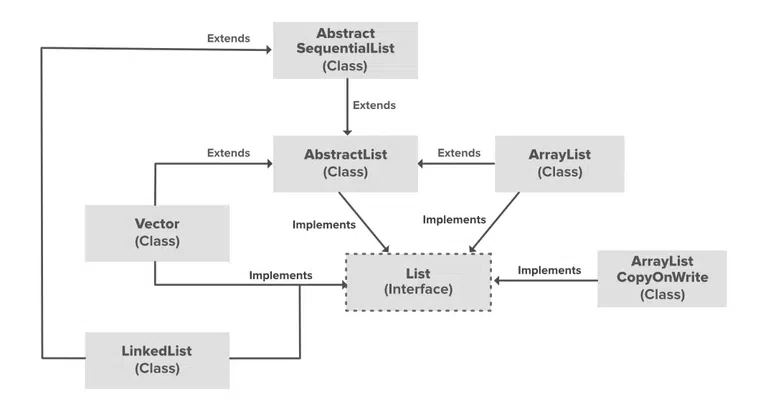 Abstract
Extends
SequentialList
(Class)
Extends
Extends
AbstractList
(Class)
Extends
ArrayList
(Class)
Vector
(Class)
Implements
Implements
Implements
List
(Interface)
Implements
ArrayList
CopyOnWrite
(Class)
LinkedList
(Class)